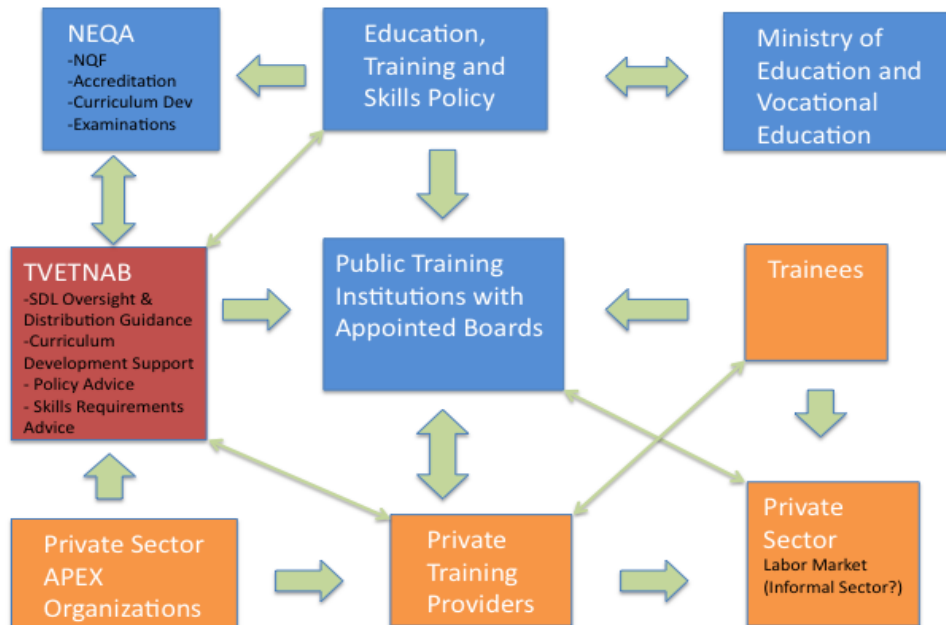 NEQA
-NQF
-Accreditation
-Curriculum Dev
-Examinations
Education,
Training and
Skills Policy
Ministry of
Education and
Vocational
Education
TVETNAB
-SDL Oversight &
Distribution Guidance
-Curriculum
Development Support
- Policy Advice
- Skills Requirements
Advice
Public Training
Institutions with
Appointed Boards
Trainees
Private Sector
APEX
Organizations
Private
Training
Providers
Private
Sector
Labor Market
(Informal Sector?)